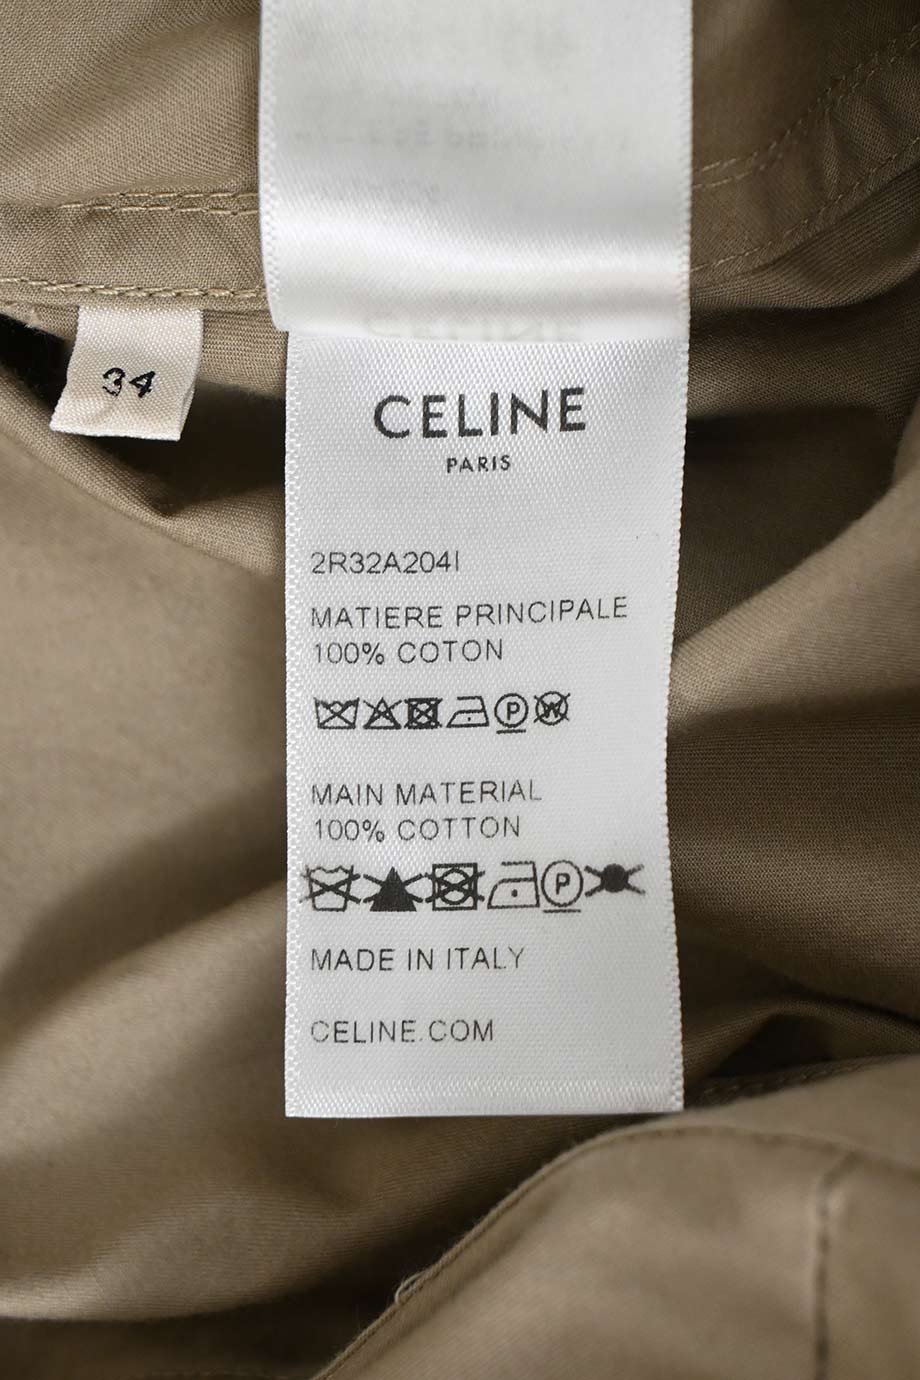 34
CELINE
PARIS
2R32A204I
MATIERE PRINCIPALE
100% COTON
P W
MAIN MATERIAL
100% COTTON
P
MADE IN ITALY
CELINE.COM